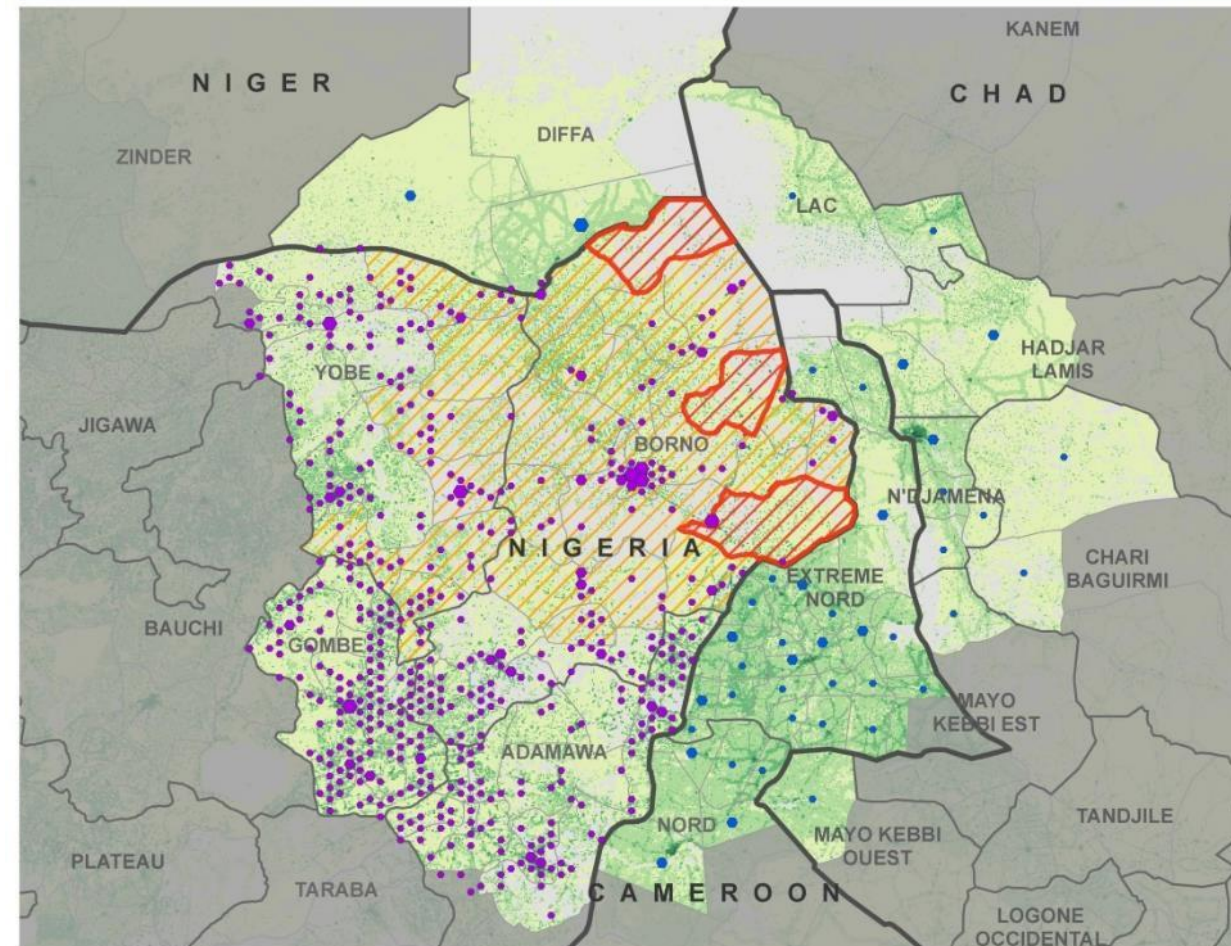 KANEM
NIGER
CHAD
DIFFA
ZINDER
LAC
HADJAR
LAMIS
YOBE
JIGAWA
BORNO
N'DJAMENA
NIGERIA
CHARI
BAGUIRMI
EXTREME
NORD
BAUCHI
GOMBE
MAYO
KEBBI EST
ADAMAWA
TANDJILE
NORD
MAYO KEBBI
OUEST
PLATEAU
TARABA
CAMEROON
LOGONE
OCCIDENTAL